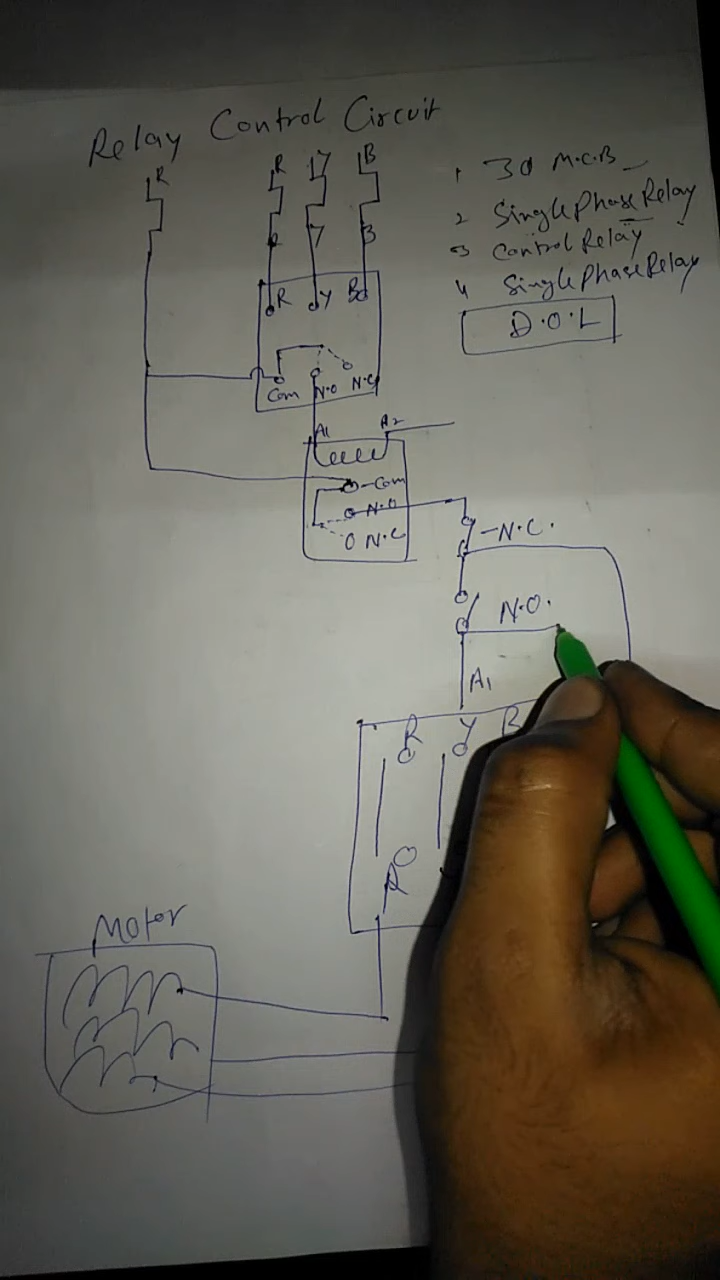 Relay Control Circuit
R R Y B
R Y B
1 3Ø M.C.B
2 Single Phase Relay
3 Control Relay
4 Single Phase Relay
D.O.L
R Y B
Com N.O N.C
A1 A2
Com
N.O
N.C
N.C.
N.O.
A1
R Y B
R
Motor